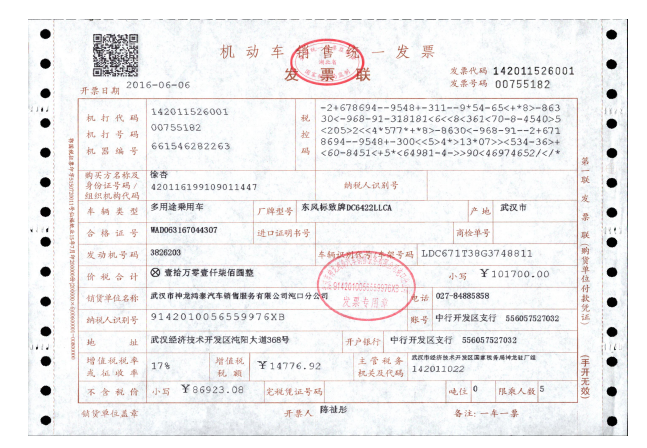 机动车销售统一发票
发票联
发票代码 142011526001
发票号码 00755182
开票日期 2016-06-06
机打代码 142011526001
机打号码 00755182
机器编号 661546282263
税控码
-2+678694--9548+-311--9*54-65<+*8>-863
30<-968-91-318181<6<<8<361<70-8-4540>5
<205>2<<4*577*+*8>-8630<-968-91--2+671
8694--9548+-300<<5>4>13*07>><534-36>+
<60-8451<+5*<64981-4->>90<46974652/</*
购买方名称及身份证号码/组织机构代码 徐杏
420116199109011447
纳税人识别号
车辆类型 多用途乘用车 厂牌型号 东风标致牌DC6422LLCA 产地 武汉市
合格证号 WAD063167044307 进口证明书号 商检单号
发动机号码 3826203 车辆识别代号/车架号码 LDC671T38G3748811
价税合计 ⊗ 壹拾万零壹仟柒佰圆整 小写 ¥101700.00
销货单位名称 武汉市神龙鸿泰汽车销售服务有限公司沌口分公司 电话 027-84885858
纳税人识别号 91420100565599​76XB 账号 中行开发区支行 556057527032
地址 武汉经济技术开发区沌阳大道368号 开户银行 中行开发区支行 556057527032
增值税税率或征收率 17% 增值税税额 ¥14776.92 主管税务机关及代码 武汉市经济技术开发区国家税务局神龙驻厂组
142011022
不含税价 小写 ¥86923.08 完税凭证号码 吨位 0 限乘人数 5
销货单位盖章 开票人 陈祉彤 备注:一车一票
第一联 发票联(购货单位付款凭证)
(手开无效)
发票专用章